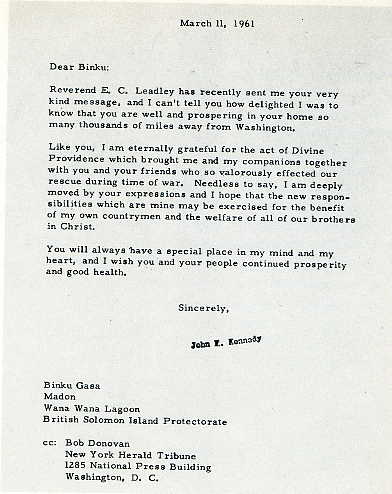 March 11, 1961
Dear Binku:
Reverend E. C. Leadley has recently sent me your very
kind message, and I can't tell you how delighted I was to
know that you are well and prospering in your home so
many thousands of miles away from Washington.
Like you, I am eternally grateful for the act of Divine
Providence which brought me and my companions together
with you and your friends who so valorously effected our
rescue during time of war. Needless to say, I am deeply
moved by your expressions and I hope that the new respon-
sibilities which are mine may be exercised for the benefit
of my own countrymen and the welfare of all of our brothers
in Christ.
You will always have a special place in my mind and my
heart, and I wish you and your people continued prosperity
and good health.
Sincerely,
John F. Kennedy
Binku Gasa
Madon
Wana Wana Lagoon
British Solomon Island Protectorate
cc: Bob Donovan
New York Herald Tribune
1285 National Press Building
Washington, D. C.